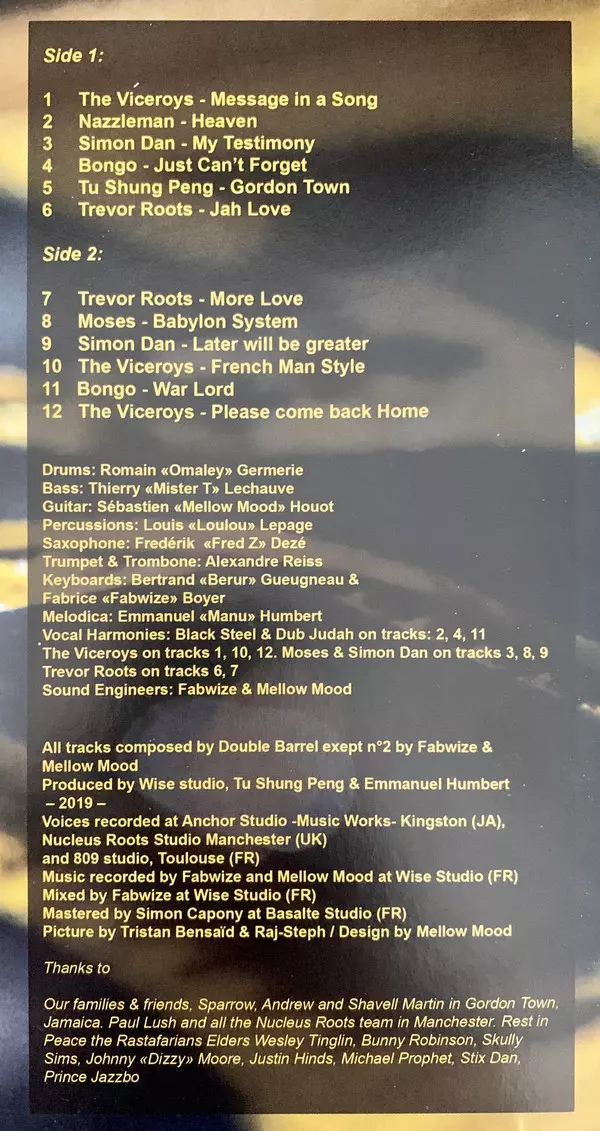 Side 1:
1 The Viceroys - Message in a Song
2 Nazzleman - Heaven
3 Simon Dan - My Testimony
4 Bongo - Just Can't Forget
5 Tu Shung Peng - Gordon Town
6 Trevor Roots - Jah Love
Side 2:
7 Trevor Roots - More Love
8 Moses - Babylon System
9 Simon Dan - Later will be greater
10 The Viceroys - French Man Style
11 Bongo - War Lord
12 The Viceroys - Please come back Home
Drums: Romain «Omaley» Germerie
Bass: Thierry «Mister T» Lechauve
Guitar: Sébastien «Mellow Mood» Houot
Percussions: Louis «Loulou» Lepage
Saxophone: Fredérik «Fred Z» Dezé
Trumpet & Trombone: Alexandre Reiss
Keyboards: Bertrand «Berur» Gueugneau &
Fabrice «Fabwize» Boyer
Melodica: Emmanuel «Manu» Humbert
Vocal Harmonies: Black Steel & Dub Judah on tracks: 2, 4, 11
The Viceroys on tracks 1, 10, 12. Moses & Simon Dan on tracks 3, 8, 9
Trevor Roots on tracks 6, 7
Sound Engineers: Fabwize & Mellow Mood
All tracks composed by Double Barrel exept n°2 by Fabwize &
Mellow Mood
Produced by Wise studio, Tu Shung Peng & Emmanuel Humbert
– 2019 –
Voices recorded at Anchor Studio -Music Works- Kingston (JA),
Nucleus Roots Studio Manchester (UK)
and 809 studio, Toulouse (FR)
Music recorded by Fabwize and Mellow Mood at Wise Studio (FR)
Mixed by Fabwize at Wise Studio (FR)
Mastered by Simon Capony at Basalte Studio (FR)
Picture by Tristan Bensaïd & Raj-Steph / Design by Mellow Mood
Thanks to
Our families & friends, Sparrow, Andrew and Shavell Martin in Gordon Town,
Jamaica. Paul Lush and all the Nucleus Roots team in Manchester. Rest in
Peace the Rastafarians Elders Wesley Tinglin, Bunny Robinson, Skully
Sims, Johnny «Dizzy» Moore, Justin Hinds, Michael Prophet, Stix Dan,
Prince Jazzbo